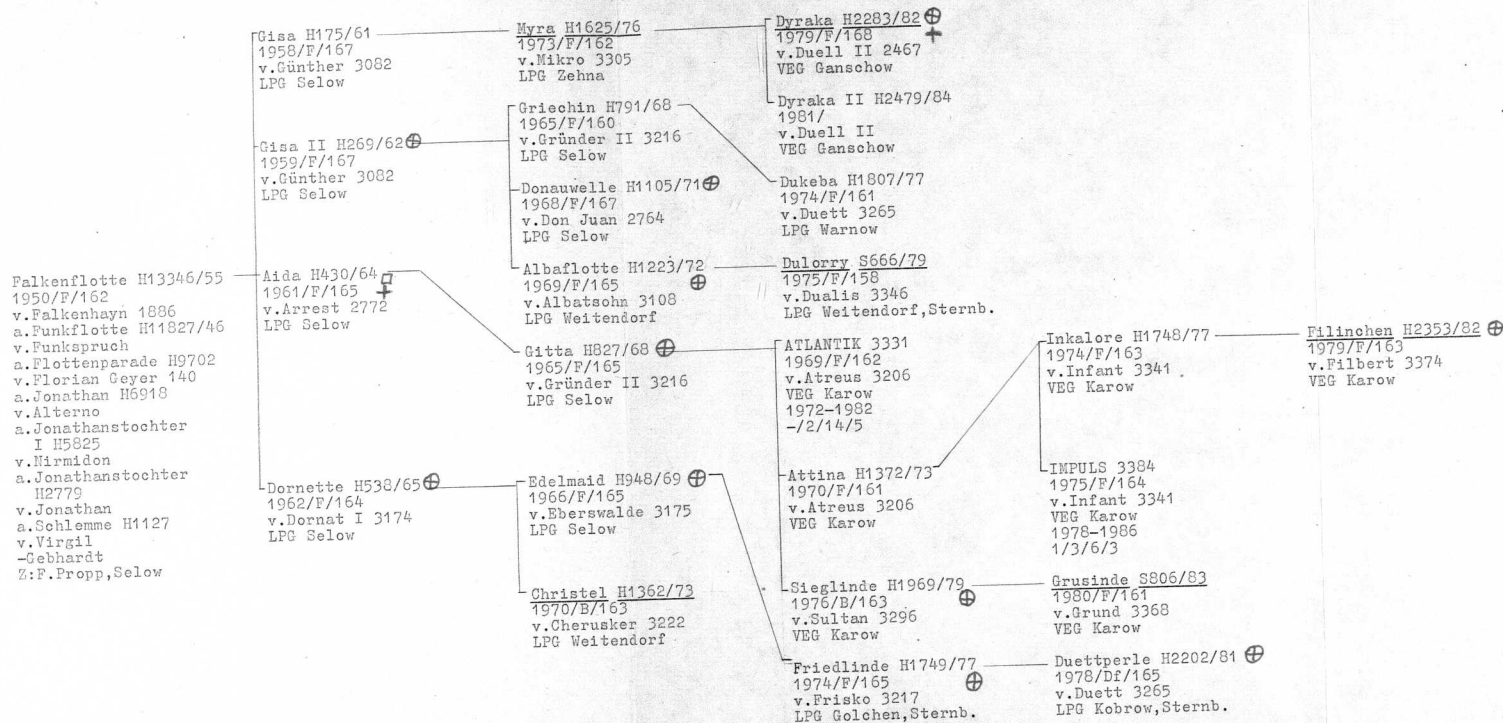 Falkenflotte H13346/55
1950/F/162
v.Falkenhayn 1886
a.Funkflotte H11827/46
v.Funkspruch
a.Flottenparade H9702
v.Florian Geyer 140
a.Jonathan H6918
v.Alterno
a.Jonathanstochter
I H5825
v.Nirmidon
a.Jonathanstochter
H2779
v.Jonathan
a.Schlemme H1127
v.Virgil
-Gebhardt
Z:F.Propp,Selow
Gisa H175/61
1958/F/167
v.Günther 3082
LPG Selow
Gisa II H269/62
1959/F/167
v.Günther 3082
LPG Selow
Aida H430/64
1961/F/165
v.Arrest 2772
LPG Selow
Dornette H538/65
1962/F/164
v.Dornat I 3174
LPG Selow
Myra H1625/76
1973/F/162
v.Mikro 3305
LPG Zehna
Griechin H791/68
1965/F/160
v.Gründer II 3216
LPG Selow
Donauwelle H1105/71
1968/F/167
v.Don Juan 2764
LPG Selow
Albaflotte H1223/72
1969/F/165
v.Albatsohn 3108
LPG Weitendorf
Gitta H827/68
1965/F/165
v.Gründer II 3216
LPG Selow
Edelmaid H948/69
1966/F/165
v.Eberswalde 3175
LPG Selow
Christel H1362/73
1970/B/163
v.Cherusker 3222
LPG Weitendorf
Dyraka H2283/82
1979/F/168
v.Duell II 2467
VEG Ganschow
Dyraka II H2479/84
1981/
v.Duell II
VEG Ganschow
Dukeba H1807/77
1974/F/161
v.Duett 3265
LPG Warnow
Dulorry S666/79
1975/F/158
v.Dualis 3346
LPG Weitendorf,Sternb.
ATLANTIK 3331
1969/F/162
v.Atreus 3206
VEG Karow
1972-1982
-/2/14/5
Attina H1372/73
1970/F/161
v.Atreus 3206
VEG Karow
Sieglinde H1969/79
1976/B/163
v.Sultan 3296
VEG Karow
Friedlinde H1749/77
1974/F/165
v.Frisko 3217
LPG Golchen,Sternb.
Inkalore H1748/77
1974/F/163
v.Infant 3341
VEG Karow
IMPULS 3384
1975/F/164
v.Infant 3341
VEG Karow
1978-1986
1/3/6/3
Grusinde S806/83
1980/F/161
v.Grund 3368
VEG Karow
Duettperle H2202/81
1978/Df/165
v.Duett 3265
LPG Kobrow,Sternb.
Filinchen H2353/82
1979/F/163
v.Filbert 3374
VEG Karow